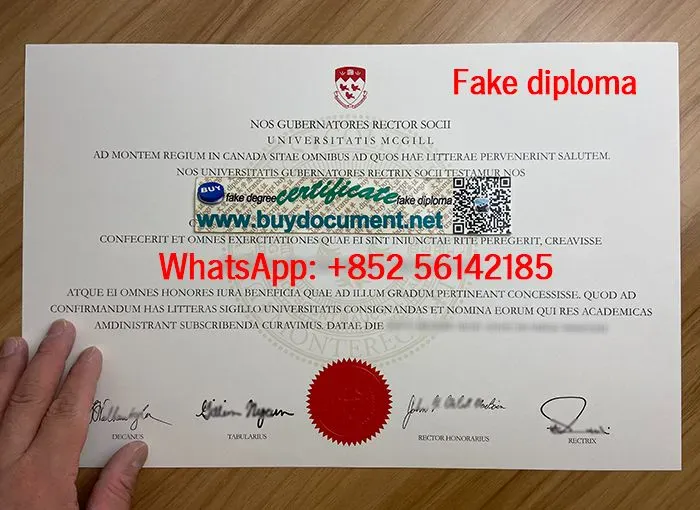 Fake diploma
NOS GUBERNATORES RECTOR SOCII
UNIVERSITATIS MCGILL
AD MONTEM REGIUM IN CANADA SITAE OMNIBUS AD QUOS HAE LITTERAE PERVENERINT SALUTEM.
NOS UNIVERSITATIS GUBERNATORES RECTRIX SOCII TESTAMUR NOS
BUY fake degree certificate fake diploma
www.buydocument.net
CONFECERIT ET OMNES EXERCITATIONES QUAE EI SINT INIUNCTAE RITE PEREGERIT, CREAVISSE
WhatsApp: +852 56142185
ATQUE EI OMNES HONORES IURA BENEFICIA QUAE AD ILLUM GRADUM PERTINEANT CONCESSISSE. QUOD AD
CONFIRMANDUM HAS LITTERAS SIGILLO UNIVERSITATIS CONSIGNANDAS ET NOMINA EORUM QUI RES ACADEMICAS
AMDINISTRANT SUBSCRIBENDA CURAVIMUS. DATAE DIE
DECANUS
TABULARIUS
RECTOR HONORARIUS
RECTRIX